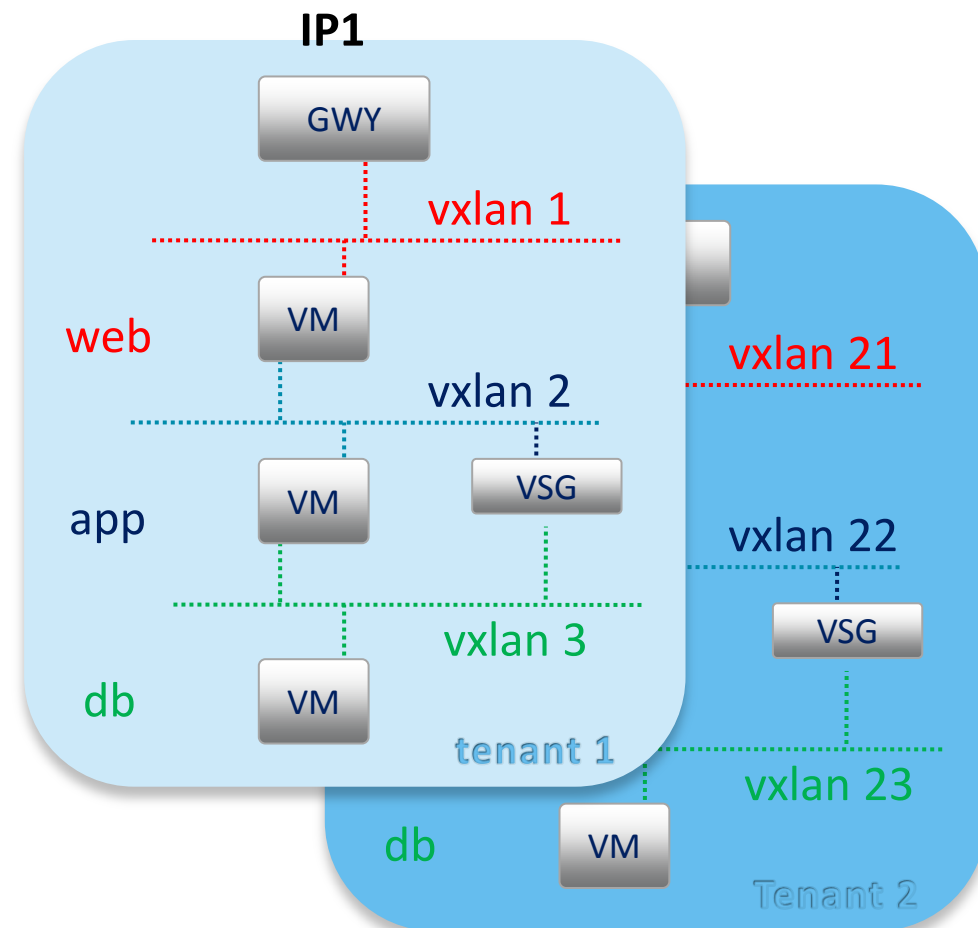 IP1
GWY
vxlan 1
VM
web
vxlan 2
VM
VSG
app
vxlan 3
VM
db
tenant 1
vxlan 21
vxlan 22
VSG
vxlan 23
VM
db
Tenant 2